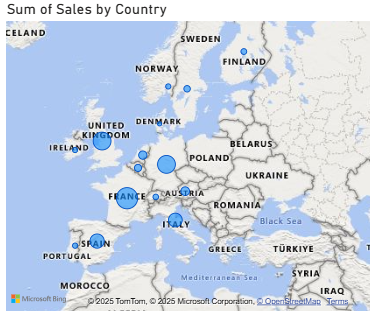 Sum of Sales by Country
ICELAND
SWEDEN
FINLAND
NORWAY
DENMARK
UNITED
KINGDOM
IRELAND
BELARUS
POLAND
UKRAINE
FRANCE
AUSTRIA
ROMANIA
ITALY
Black Sea
SPAIN
PORTUGAL
GREECE
TÜRKIYE
Mediterranean Sea
SYRIA
MOROCCO
IRAQ
Microsoft Bing
© 2025 TomTom, © 2025 Microsoft Corporation, © OpenStreetMap Terms